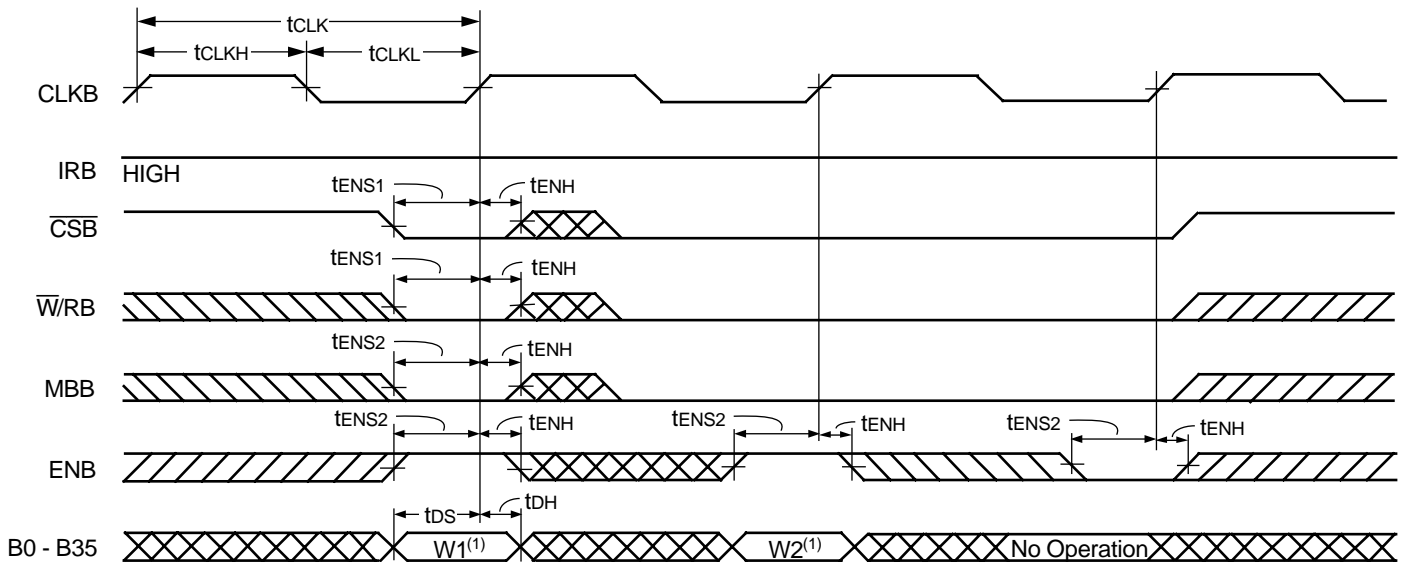 tCLK
tCLKH tCLKL
CLKB
IRB HIGH
tENS1 tENH
CSB
tENS1 tENH
W/RB
tENS2 tENH
MBB
tENS2 tENH tENS2 tENH tENS2 tENH
ENB
tDS tDH
B0 - B35 W1(1) W2(1) No Operation